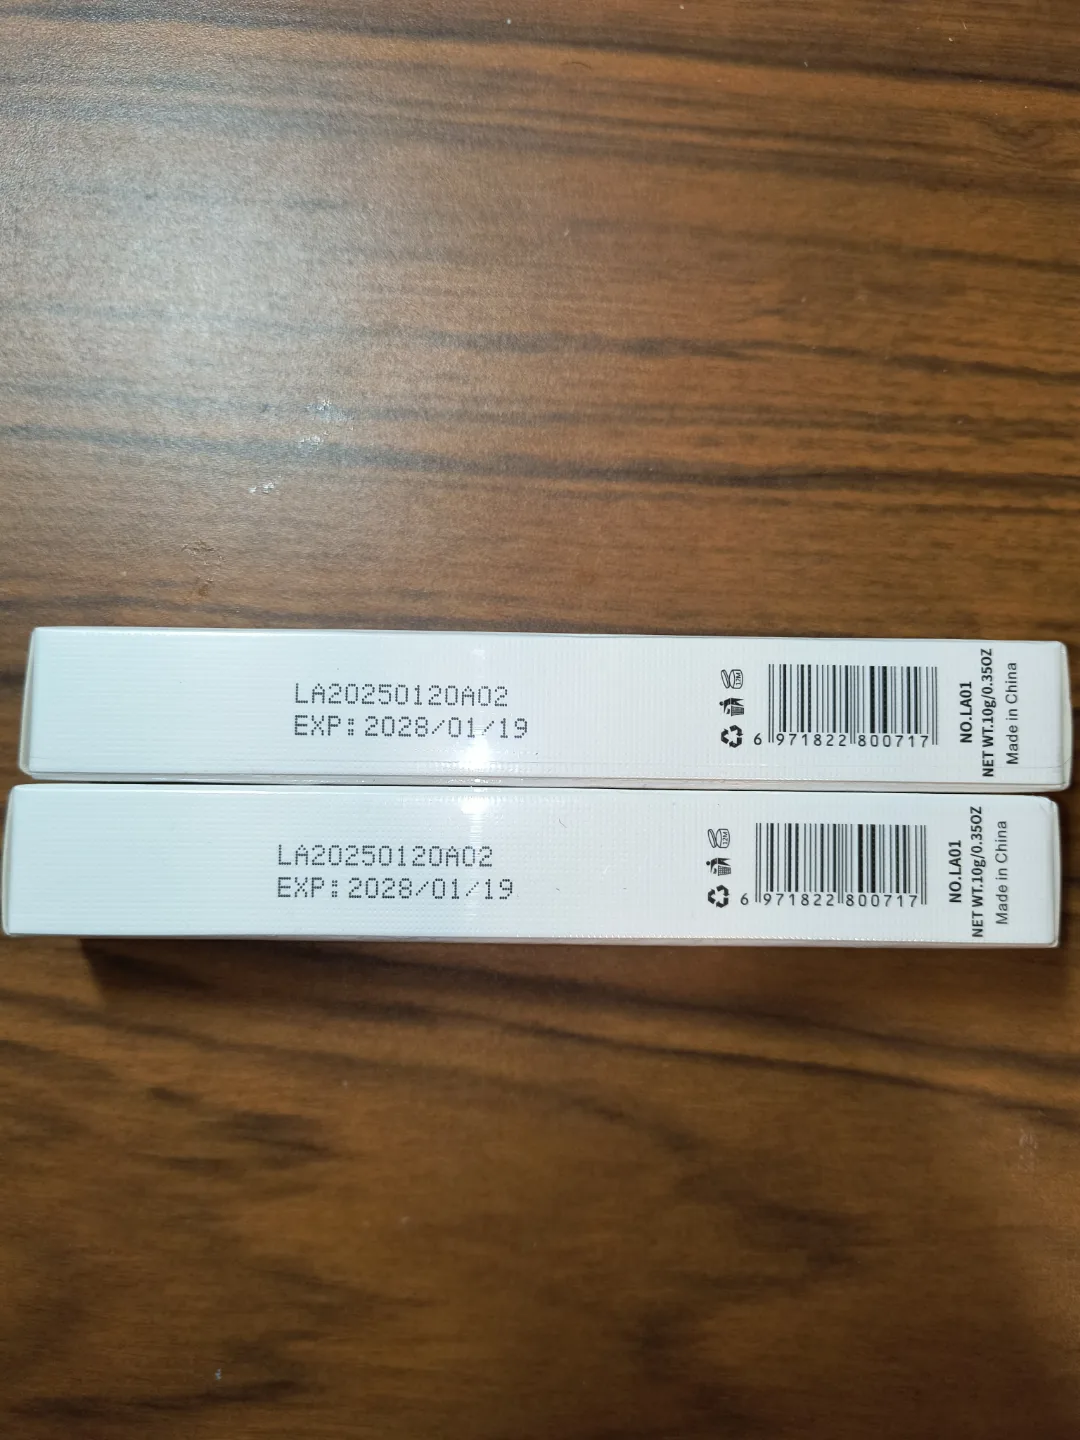 LA20250120A02
EXP:2028/01/19
6 971822 800717
NO.LA01
NET WT.10g/0.35OZ
Made in China
LA20250120A02
EXP:2028/01/19
12M
6 971822 800717
NO.LA01
NET WT.10g/0.35OZ
Made in China